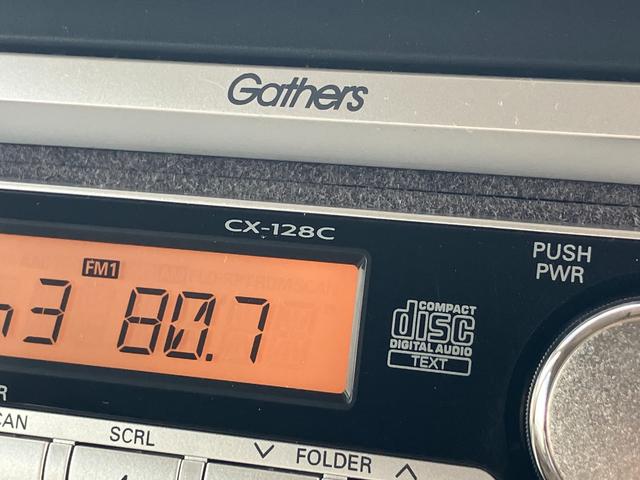 Gathers
CX-128C
PUSH
PWR
FM1
3 80.7
COMPACT
disc
DIGITAL AUDIO
TEXT
SCRL
FOLDER